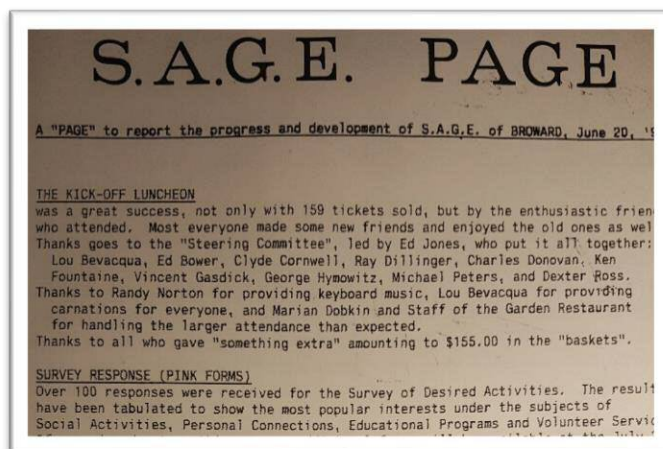 S.A.G.E. PAGE
A "PAGE" to report the progress and development of S.A.G.E. of BROWARD, June 20,
THE KICK-OFF LUNCHEON
was a great success, not only with 159 tickets sold, but by the enthusiastic frien
who attended. Most everyone made some new friends and enjoyed the old ones as wel
Thanks goes to the "Steering Committee", led by Ed Jones, who put it all together:
Lou Bevacqua, Ed Bower, Clyde Cornwell, Ray Dillinger, Charles Donovan, Ken
Fountaine, Vincent Gasdick, George Hymowitz, Michael Peters, and Dexter Ross.
Thanks to Randy Norton for providing keyboard music, Lou Bevacqua for providing
carnations for everyone, and Marian Dobkin and Staff of the Garden Restaurant
for handling the larger attendance than expected.
Thanks to all who gave "something extra" amounting to $155.00 in the "baskets".
SURVEY RESPONSE (PINK FORMS)
Over 100 responses were received for the Survey of Desired Activities. The result
have been tabulated to show the most popular interests under the subjects of
Social Activities, Personal Connections, Educational Programs and Volunteer Servic